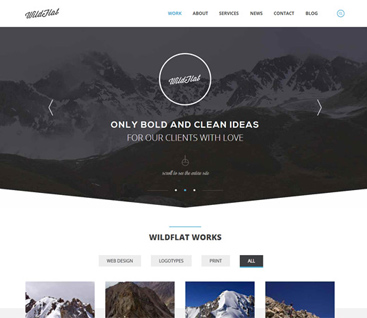 WildFlat
WORK ABOUT SERVICES NEWS CONTACT BLOG
WildFlat
ONLY BOLD AND CLEAN IDEAS
FOR OUR CLIENTS WITH LOVE
scroll to see the entire site
WILDFLAT WORKS
WEB DESIGN LOGOTYPES PRINT ALL